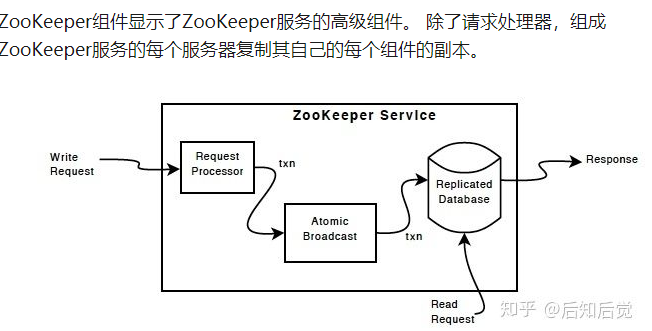 ZooKeeper组件显示了ZooKeeper服务的高级组件。 除了请求处理器，组成
ZooKeeper服务的每个服务器复制其自己的每个组件的副本。
ZooKeeper Service
Write
Request
Request
Processor
txn
Atomic
Broadcast
txn
Replicated
Database
Response
Read
Request
知乎 @后知后觉